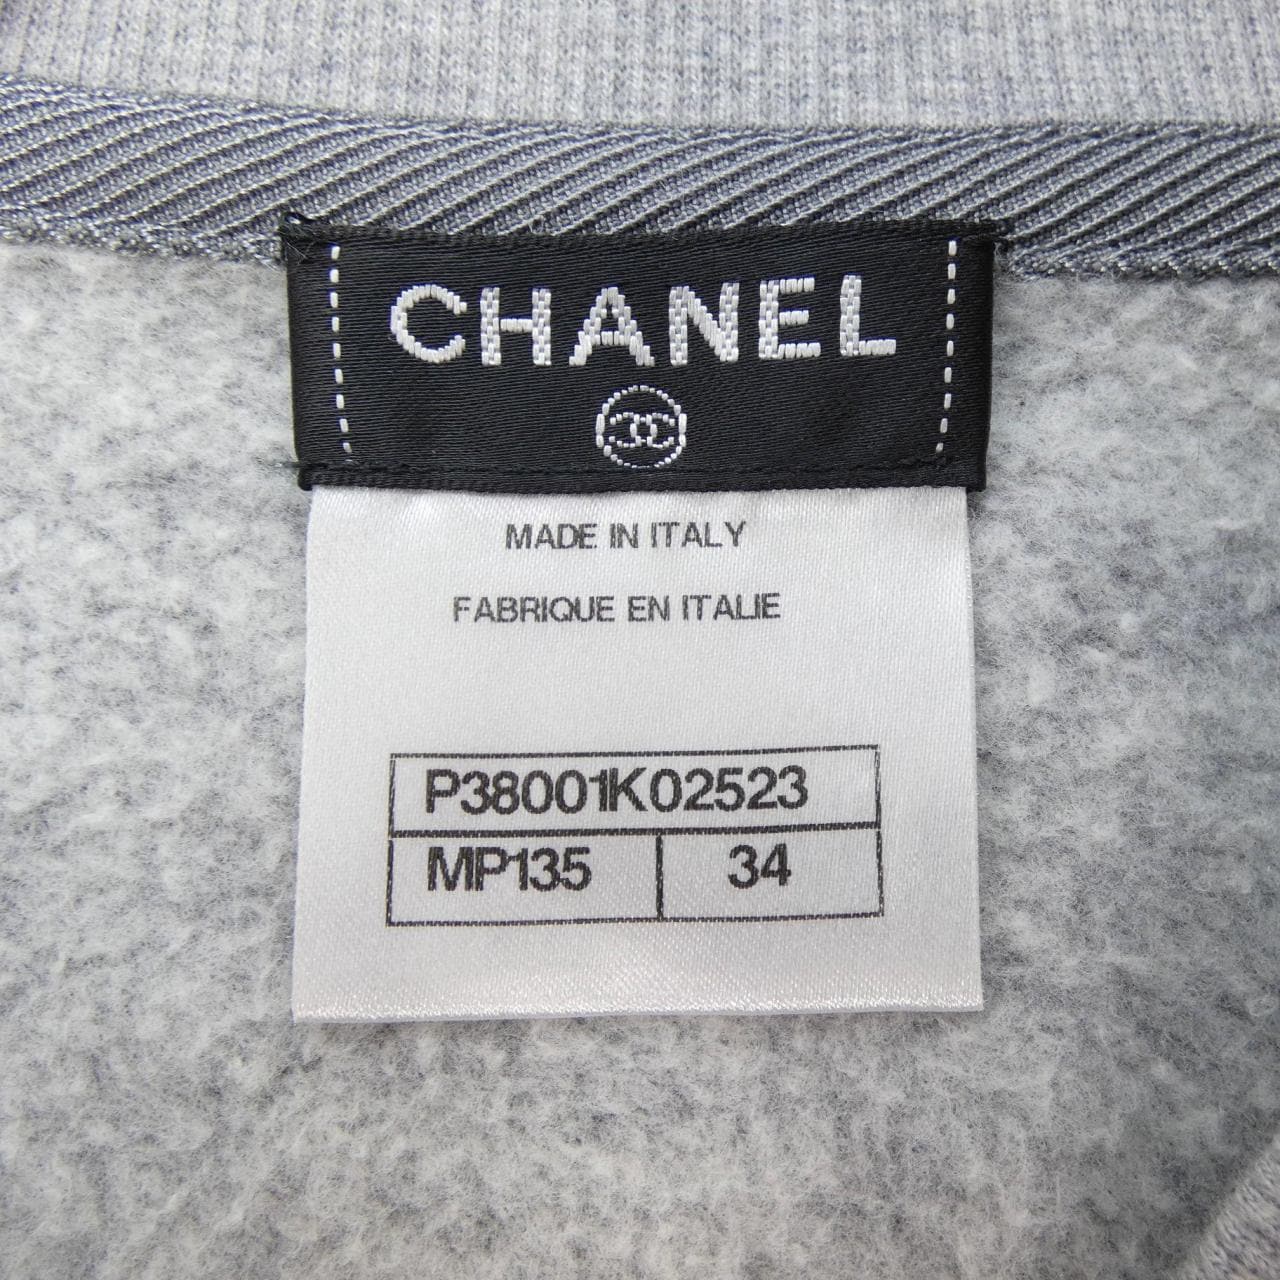 CHANEL
MADE IN ITALY
FABRIQUE EN ITALIE
P38001K02523
MP135 34